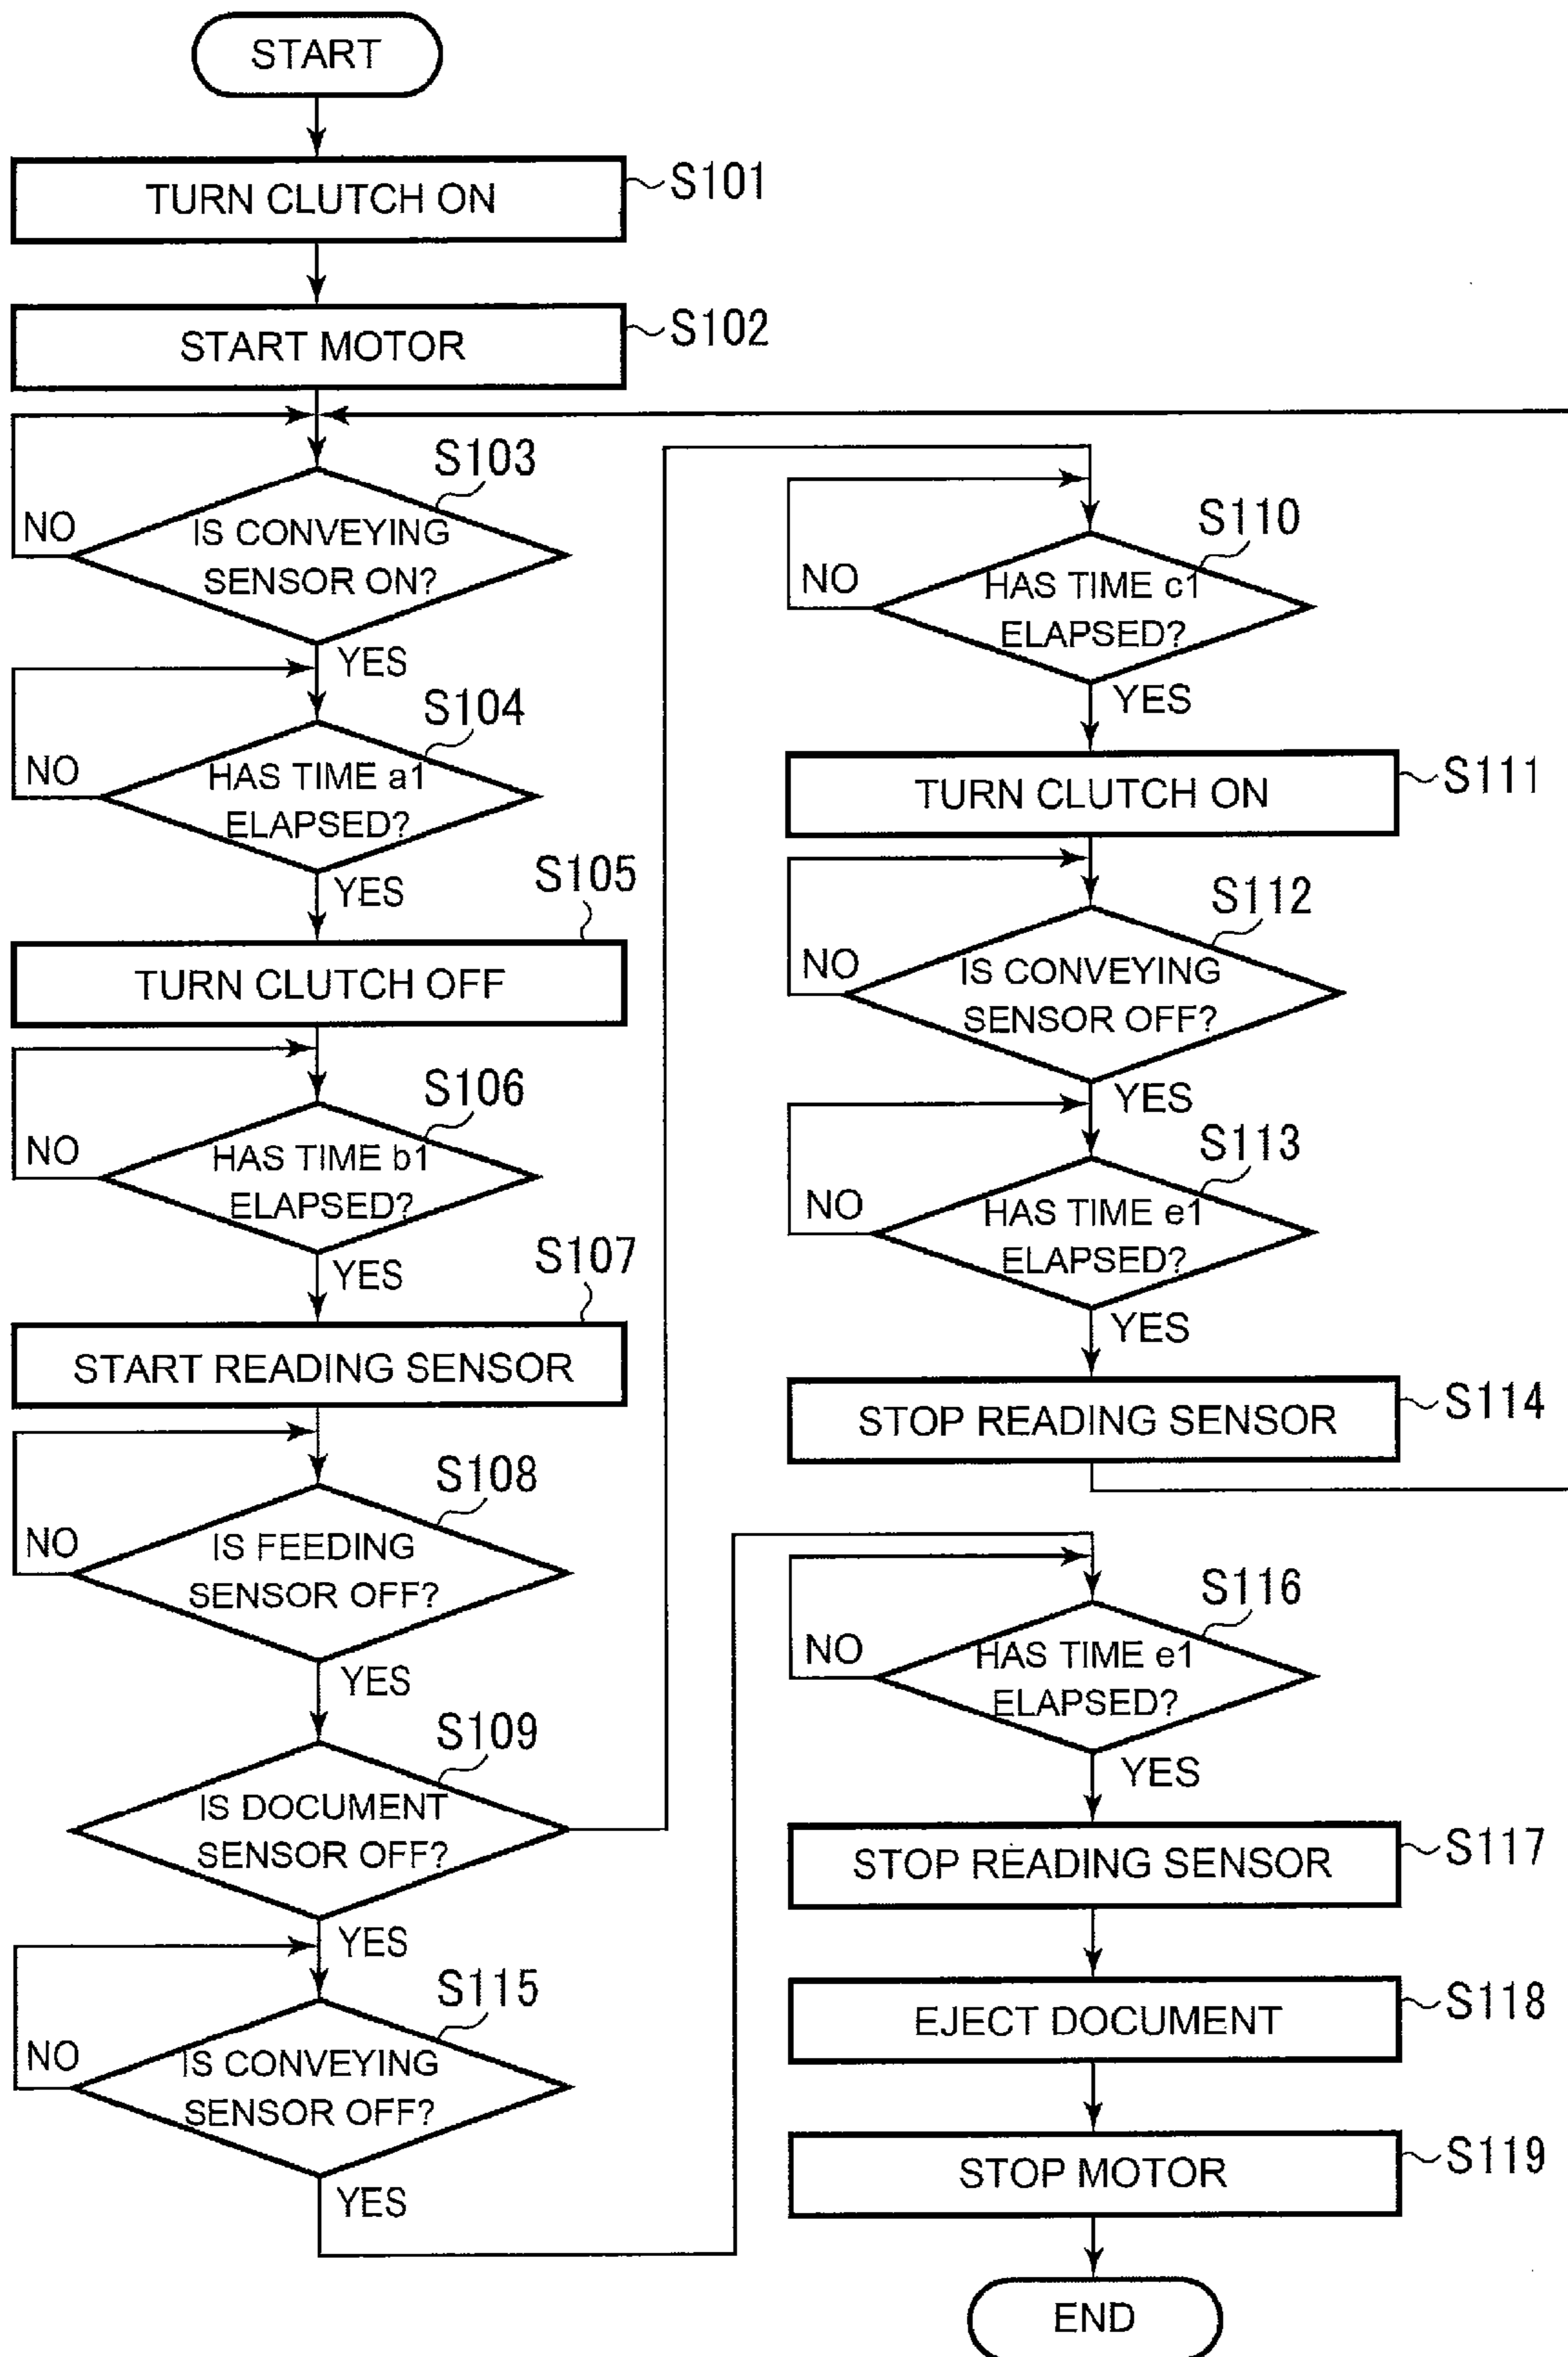 START
TURN CLUTCH ON
S101
START MOTOR
S102
S103
NO
IS CONVEYING
SENSOR ON?
YES
S104
NO
HAS TIME a1
ELAPSED?
YES
S105
TURN CLUTCH OFF
S106
NO
HAS TIME b1
ELAPSED?
YES
S107
START READING SENSOR
S108
NO
IS FEEDING
SENSOR OFF?
YES
S109
IS DOCUMENT
SENSOR OFF?
YES
S115
NO
IS CONVEYING
SENSOR OFF?
YES
S110
NO
HAS TIME c1
ELAPSED?
YES
TURN CLUTCH ON
S111
S112
NO
IS CONVEYING
SENSOR OFF?
YES
S113
NO
HAS TIME e1
ELAPSED?
YES
STOP READING SENSOR
S114
S116
NO
HAS TIME e1
ELAPSED?
YES
STOP READING SENSOR
S117
EJECT DOCUMENT
S118
STOP MOTOR
S119
END